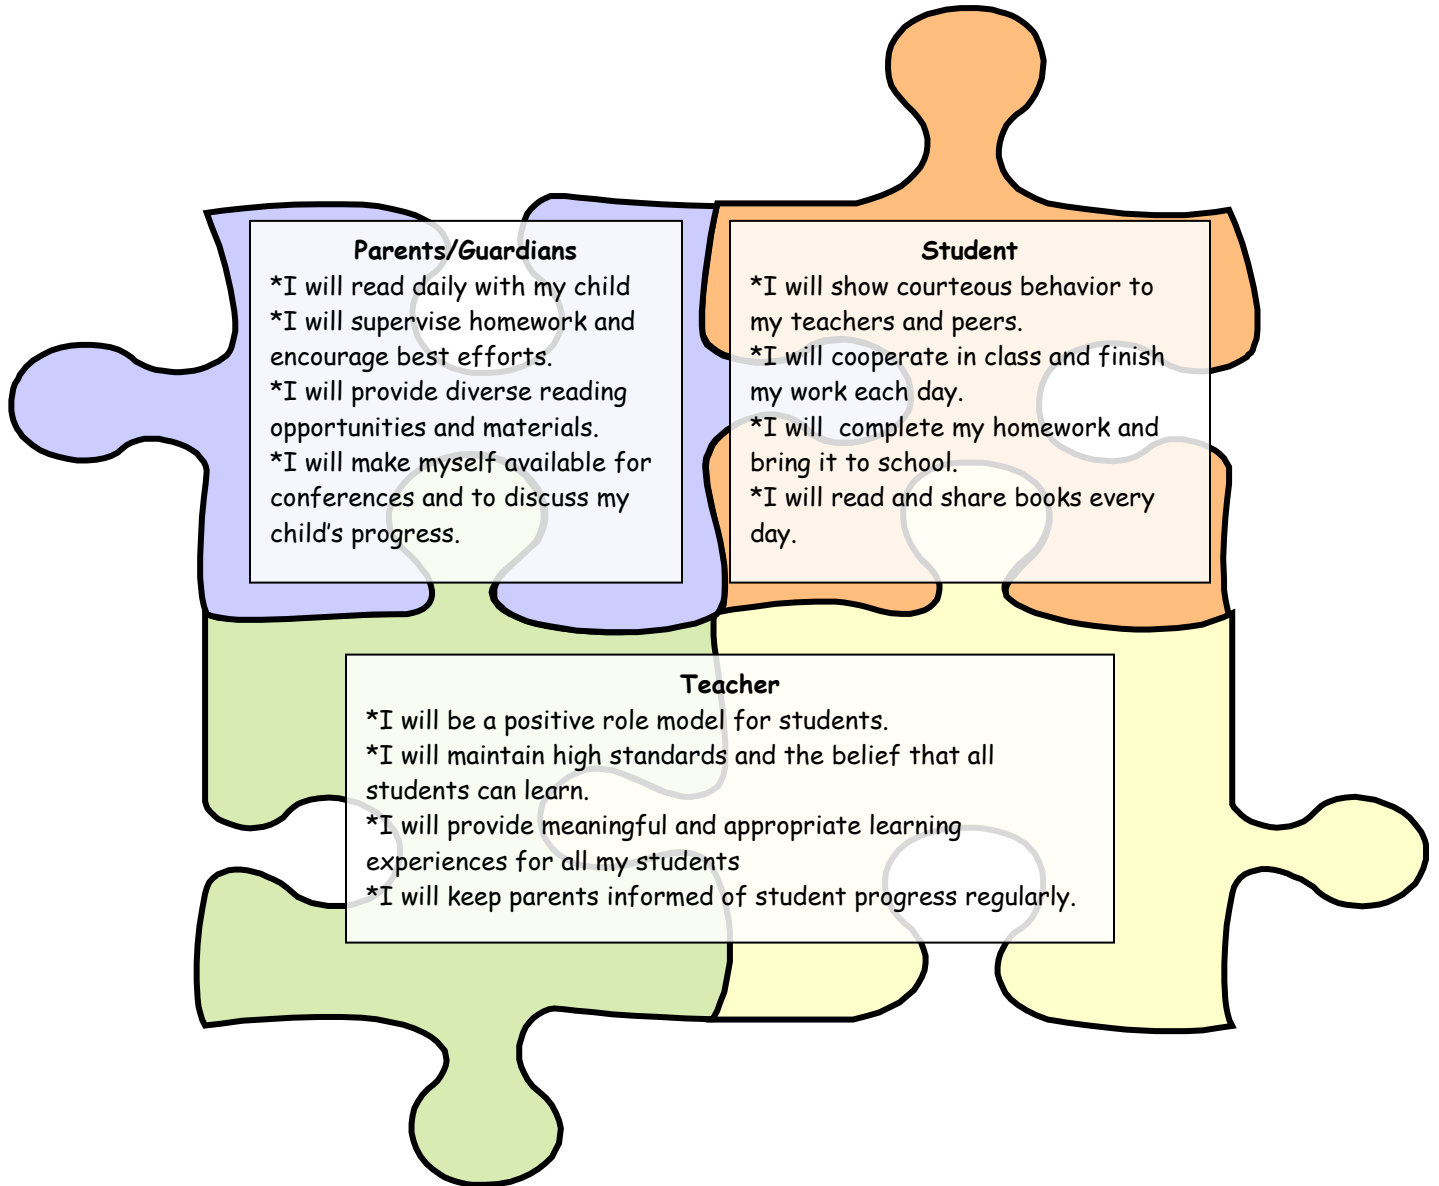 Parents/Guardians
*I will read daily with my child
*I will supervise homework and
encourage best efforts.
*I will provide diverse reading
opportunities and materials.
*I will make myself available for
conferences and to discuss my
child's progress.
Student
*I will show courteous behavior to
my teachers and peers.
*I will cooperate in class and finish
my work each day.
*I will  complete my homework and
bring it to school.
*I will read and share books every
day.
Teacher
*I will be a positive role model for students.
*I will maintain high standards and the belief that all
students can learn.
*I will provide meaningful and appropriate learning
experiences for all my students
*I will keep parents informed of student progress regularly.